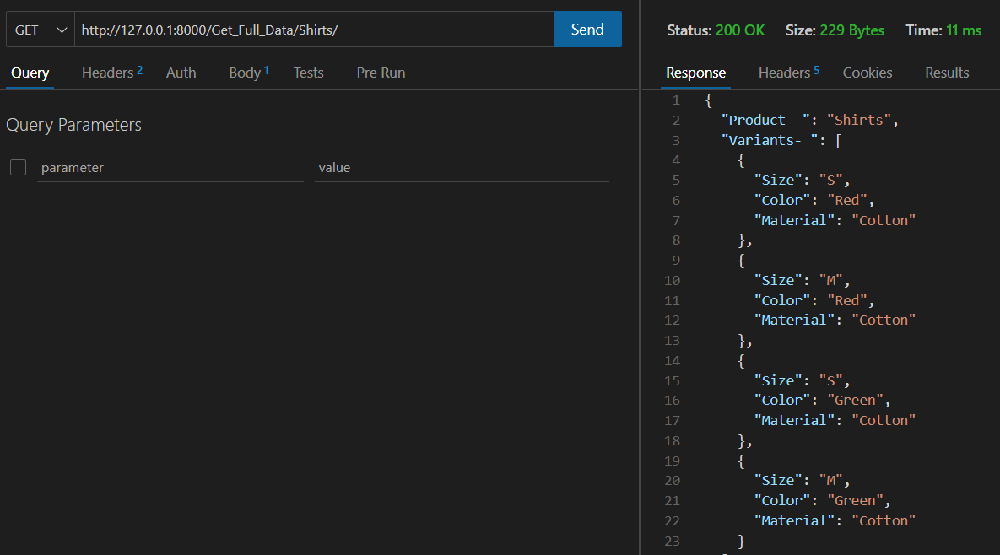 GET http://127.0.0.1:8000/Get_Full_Data/Shirts/ Send
Query Headers 2 Auth Body 1 Tests Pre Run
Query Parameters
parameter value
Status: 200 OK Size: 229 Bytes Time: 11 ms
Response Headers 5 Cookies Results
1 {
2 "Product- ": "Shirts",
3 "Variants- ": [
4 {
5 "Size": "S",
6 "Color": "Red",
7 "Material": "Cotton"
8 },
9 {
10 "Size": "M",
11 "Color": "Red",
12 "Material": "Cotton"
13 },
14 {
15 "Size": "S",
16 "Color": "Green",
17 "Material": "Cotton"
18 },
19 {
20 "Size": "M",
21 "Color": "Green",
22 "Material": "Cotton"
23 }